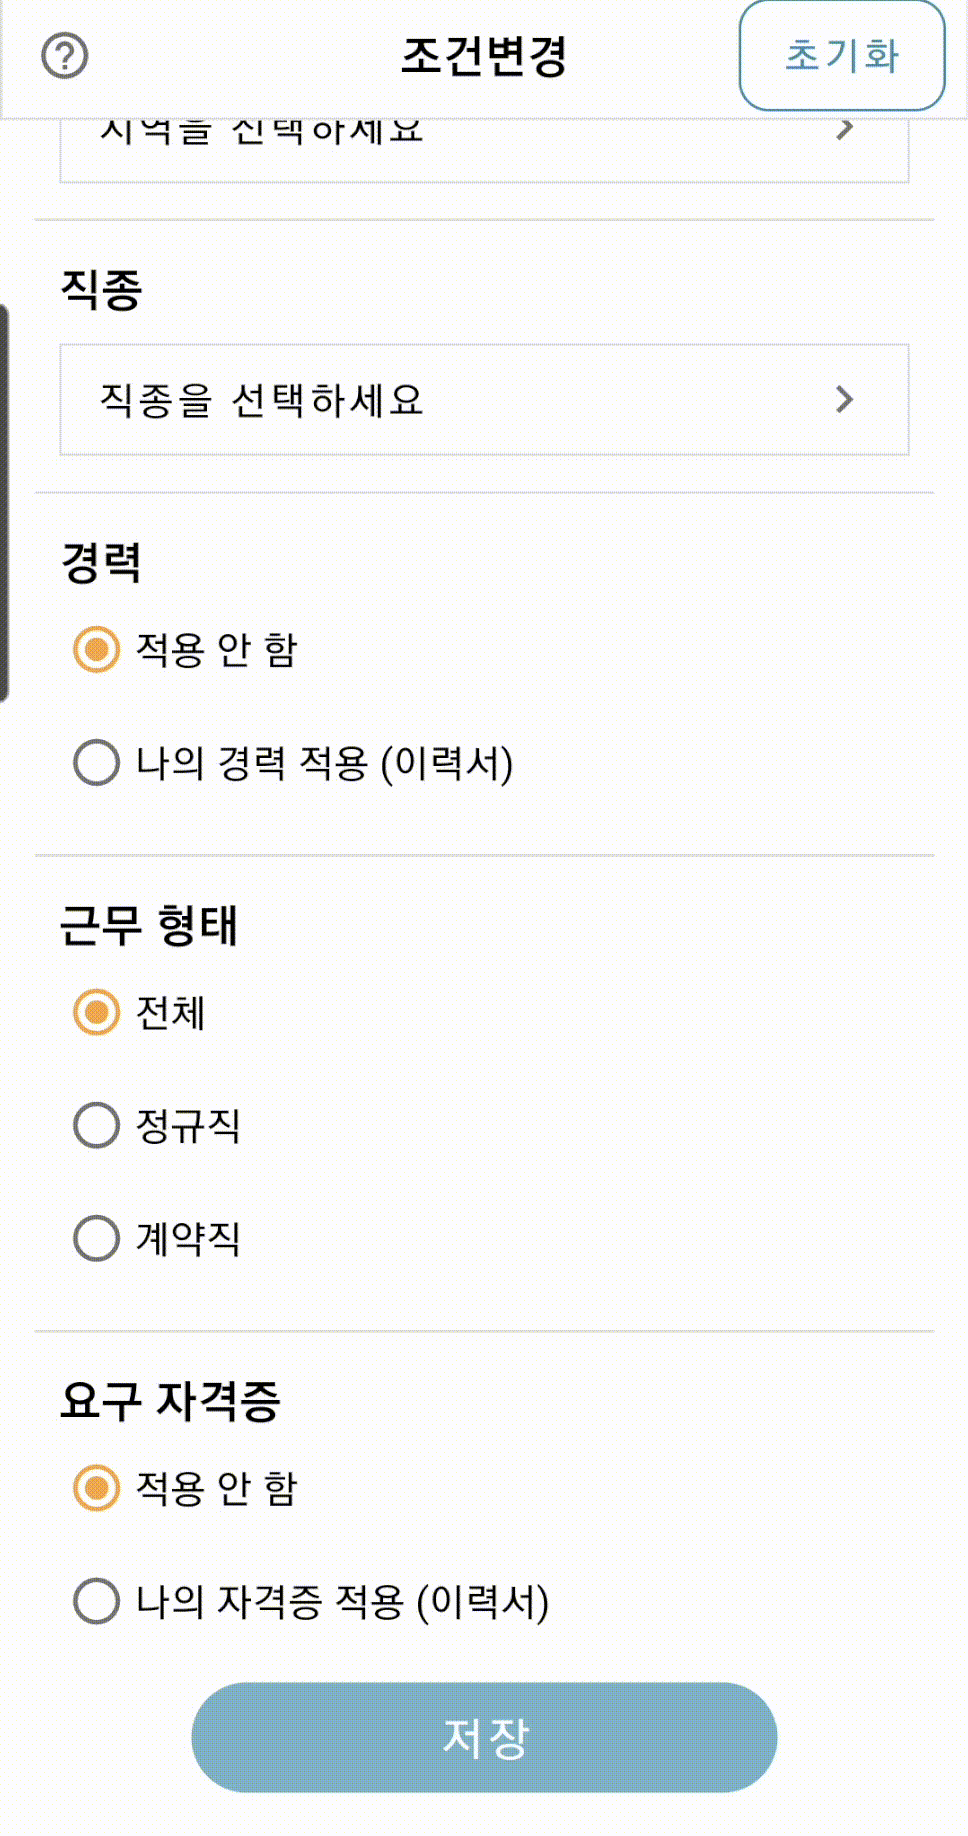 조건변경
초기화
지역을 선택하세요
직종
직종을 선택하세요
경력
적용 안 함
나의 경력 적용 (이력서)
근무 형태
전체
정규직
계약직
요구 자격증
적용 안 함
나의 자격증 적용 (이력서)
저장